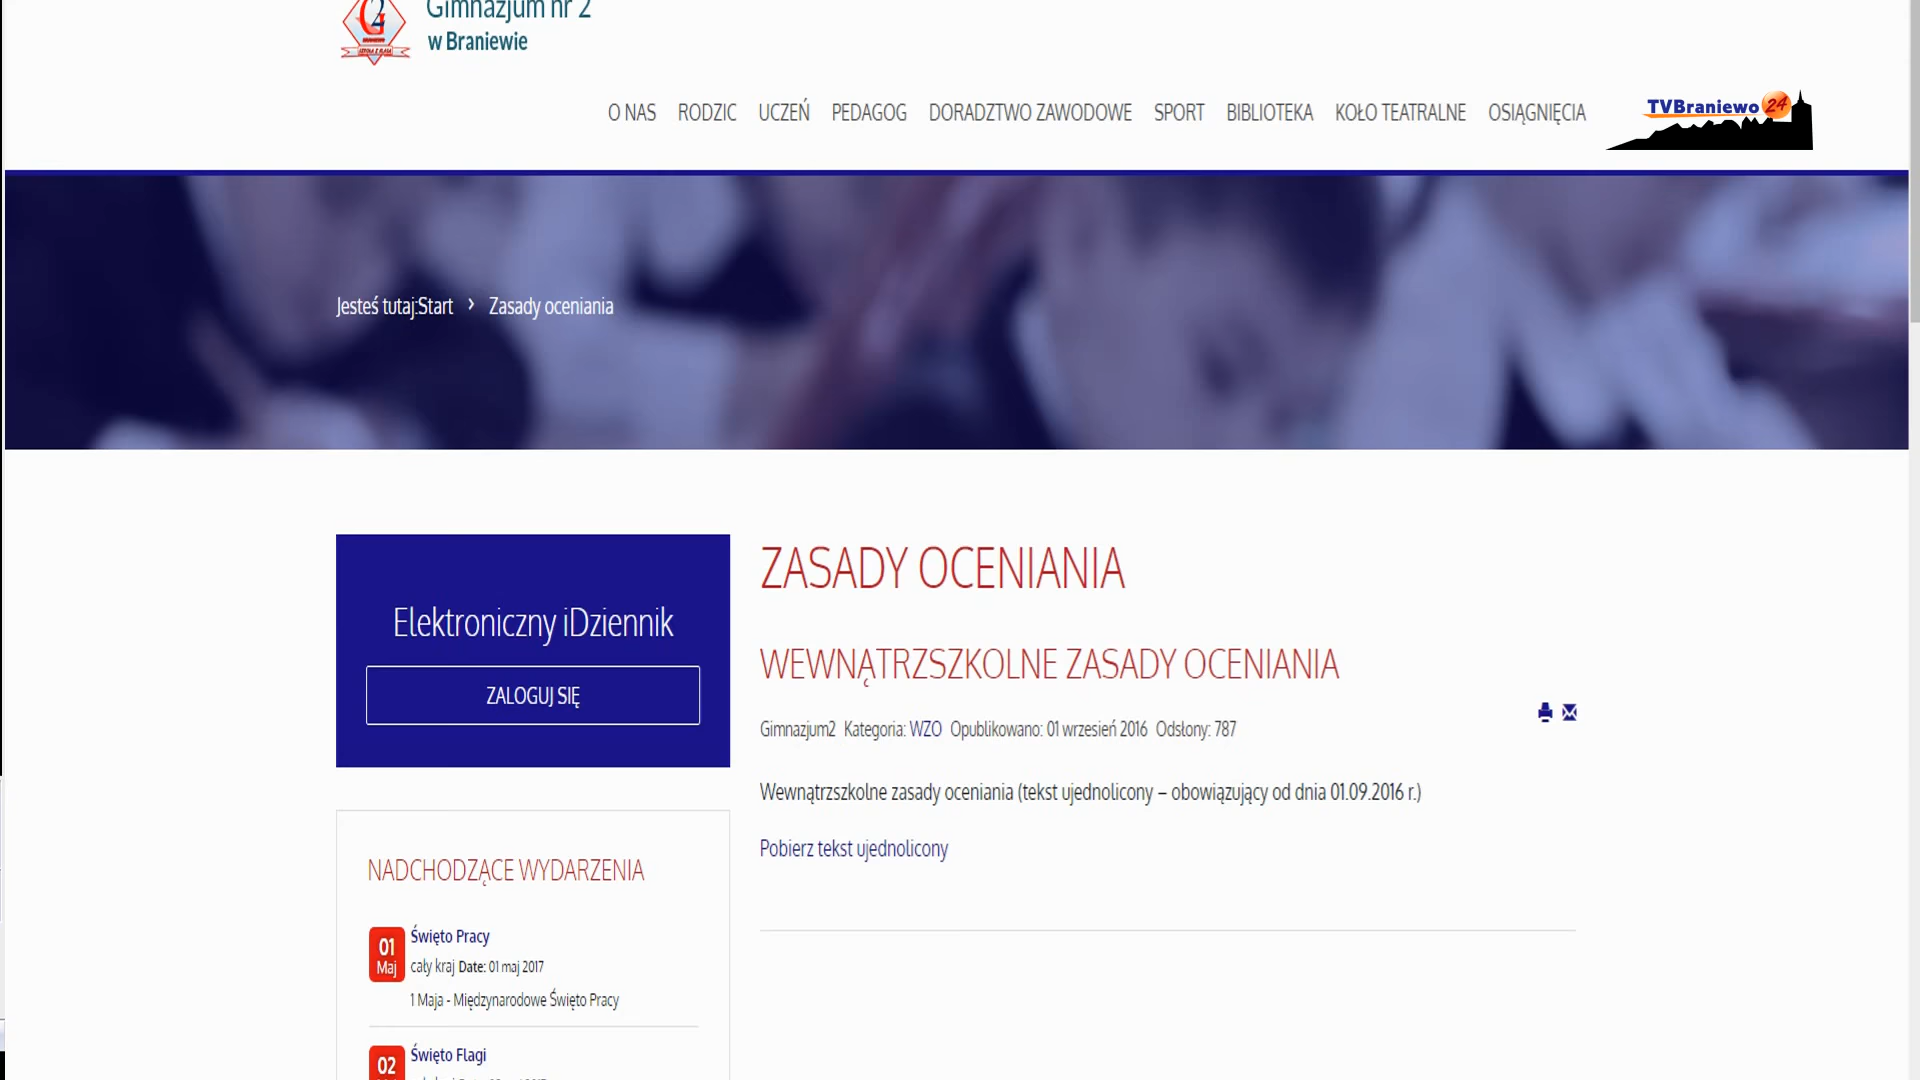 Gimnazjum nr 2
w Braniewie
O NAS RODZIC UCZEŃ PEDAGOG DORADZTWO ZAWODOWE SPORT BIBLIOTEKA KOŁO TEATRALNE OSIĄGNIĘCIA
TVBraniewo 24
Jesteś tutaj:Start › Zasady oceniania
Elektroniczny iDziennik
ZALOGUJ SIĘ
ZASADY OCENIANIA
WEWNĄTRZSZKOLNE ZASADY OCENIANIA
Gimnazjum2 Kategoria: WZO Opublikowano: 01 wrzesień 2016 Odsłony: 787
Wewnątrzszkolne zasady oceniania (tekst ujednolicony – obowiązujący od dnia 01.09.2016 r.)
Pobierz tekst ujednolicony
NADCHODZĄCE WYDARZENIA
01
Maj
Święto Pracy
cały kraj Date: 01 maj 2017
1 Maja - Międzynarodowe Święto Pracy
02
Święto Flagi